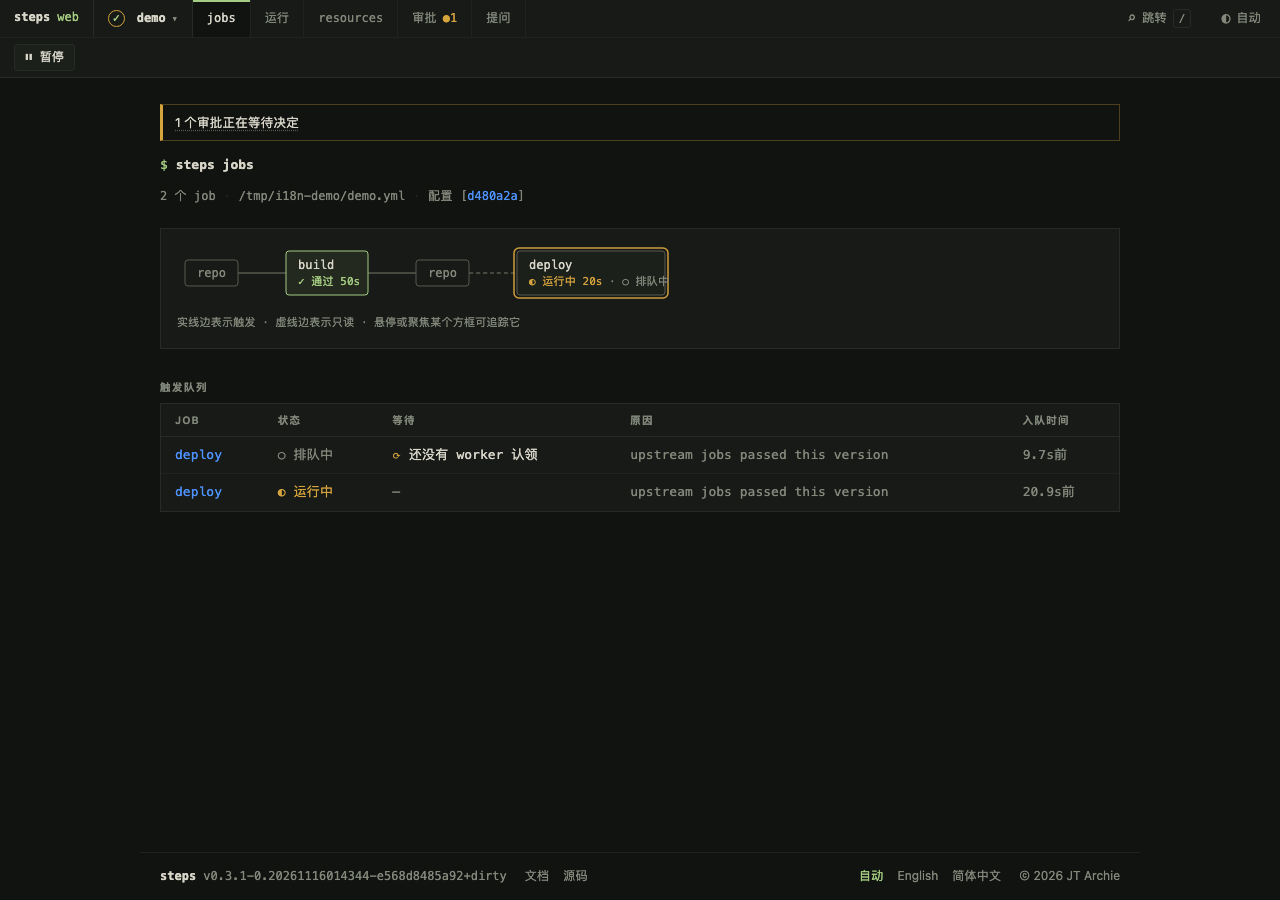 steps web ✓ demo ▾ jobs 运行 resources 审批 ●1 提问 跳转 / ◐ 自动
⏸ 暂停
1 个审批正在等待决定
$ steps jobs
2 个 job · /tmp/i18n-demo/demo.yml · 配置 [d480a2a]
repo build repo deploy
✓ 通过 50s ◐ 运行中 20s · ○ 排队中
实线边表示触发 · 虚线边表示只读 · 悬停或聚焦某个方框可追踪它
触发队列
JOB 状态 等待 原因 入队时间
deploy ○ 排队中 ⟳ 还没有 worker 认领 upstream jobs passed this version 9.7s前
deploy ◐ 运行中 — upstream jobs passed this version 20.9s前
steps v0.3.1-0.20261116014344-e568d8485a92+dirty 文档 源码 自动 English 简体中文 © 2026 JT Archie